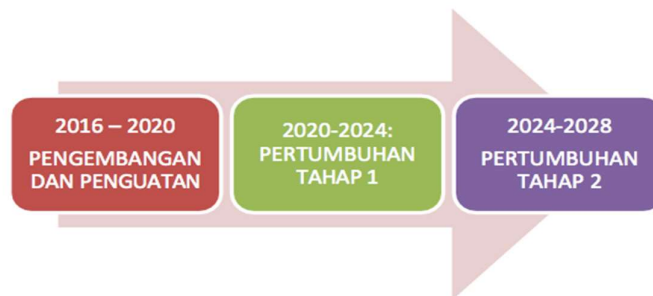 2016 – 2020
PENGEMBANGAN
DAN PENGUATAN
2020-2024:
PERTUMBUHAN
TAHAP 1
2024-2028
PERTUMBUHAN
TAHAP 2